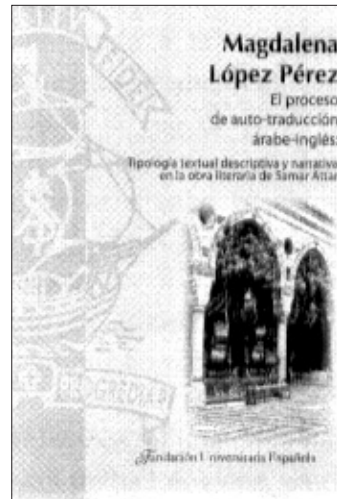 Magdalena
López Pérez
El proceso
de auto-traducción
árabe-inglés:
Tipología textual descriptiva y narrativa
en la obra literaria de Samar Attar
Fundación Universitaria Española